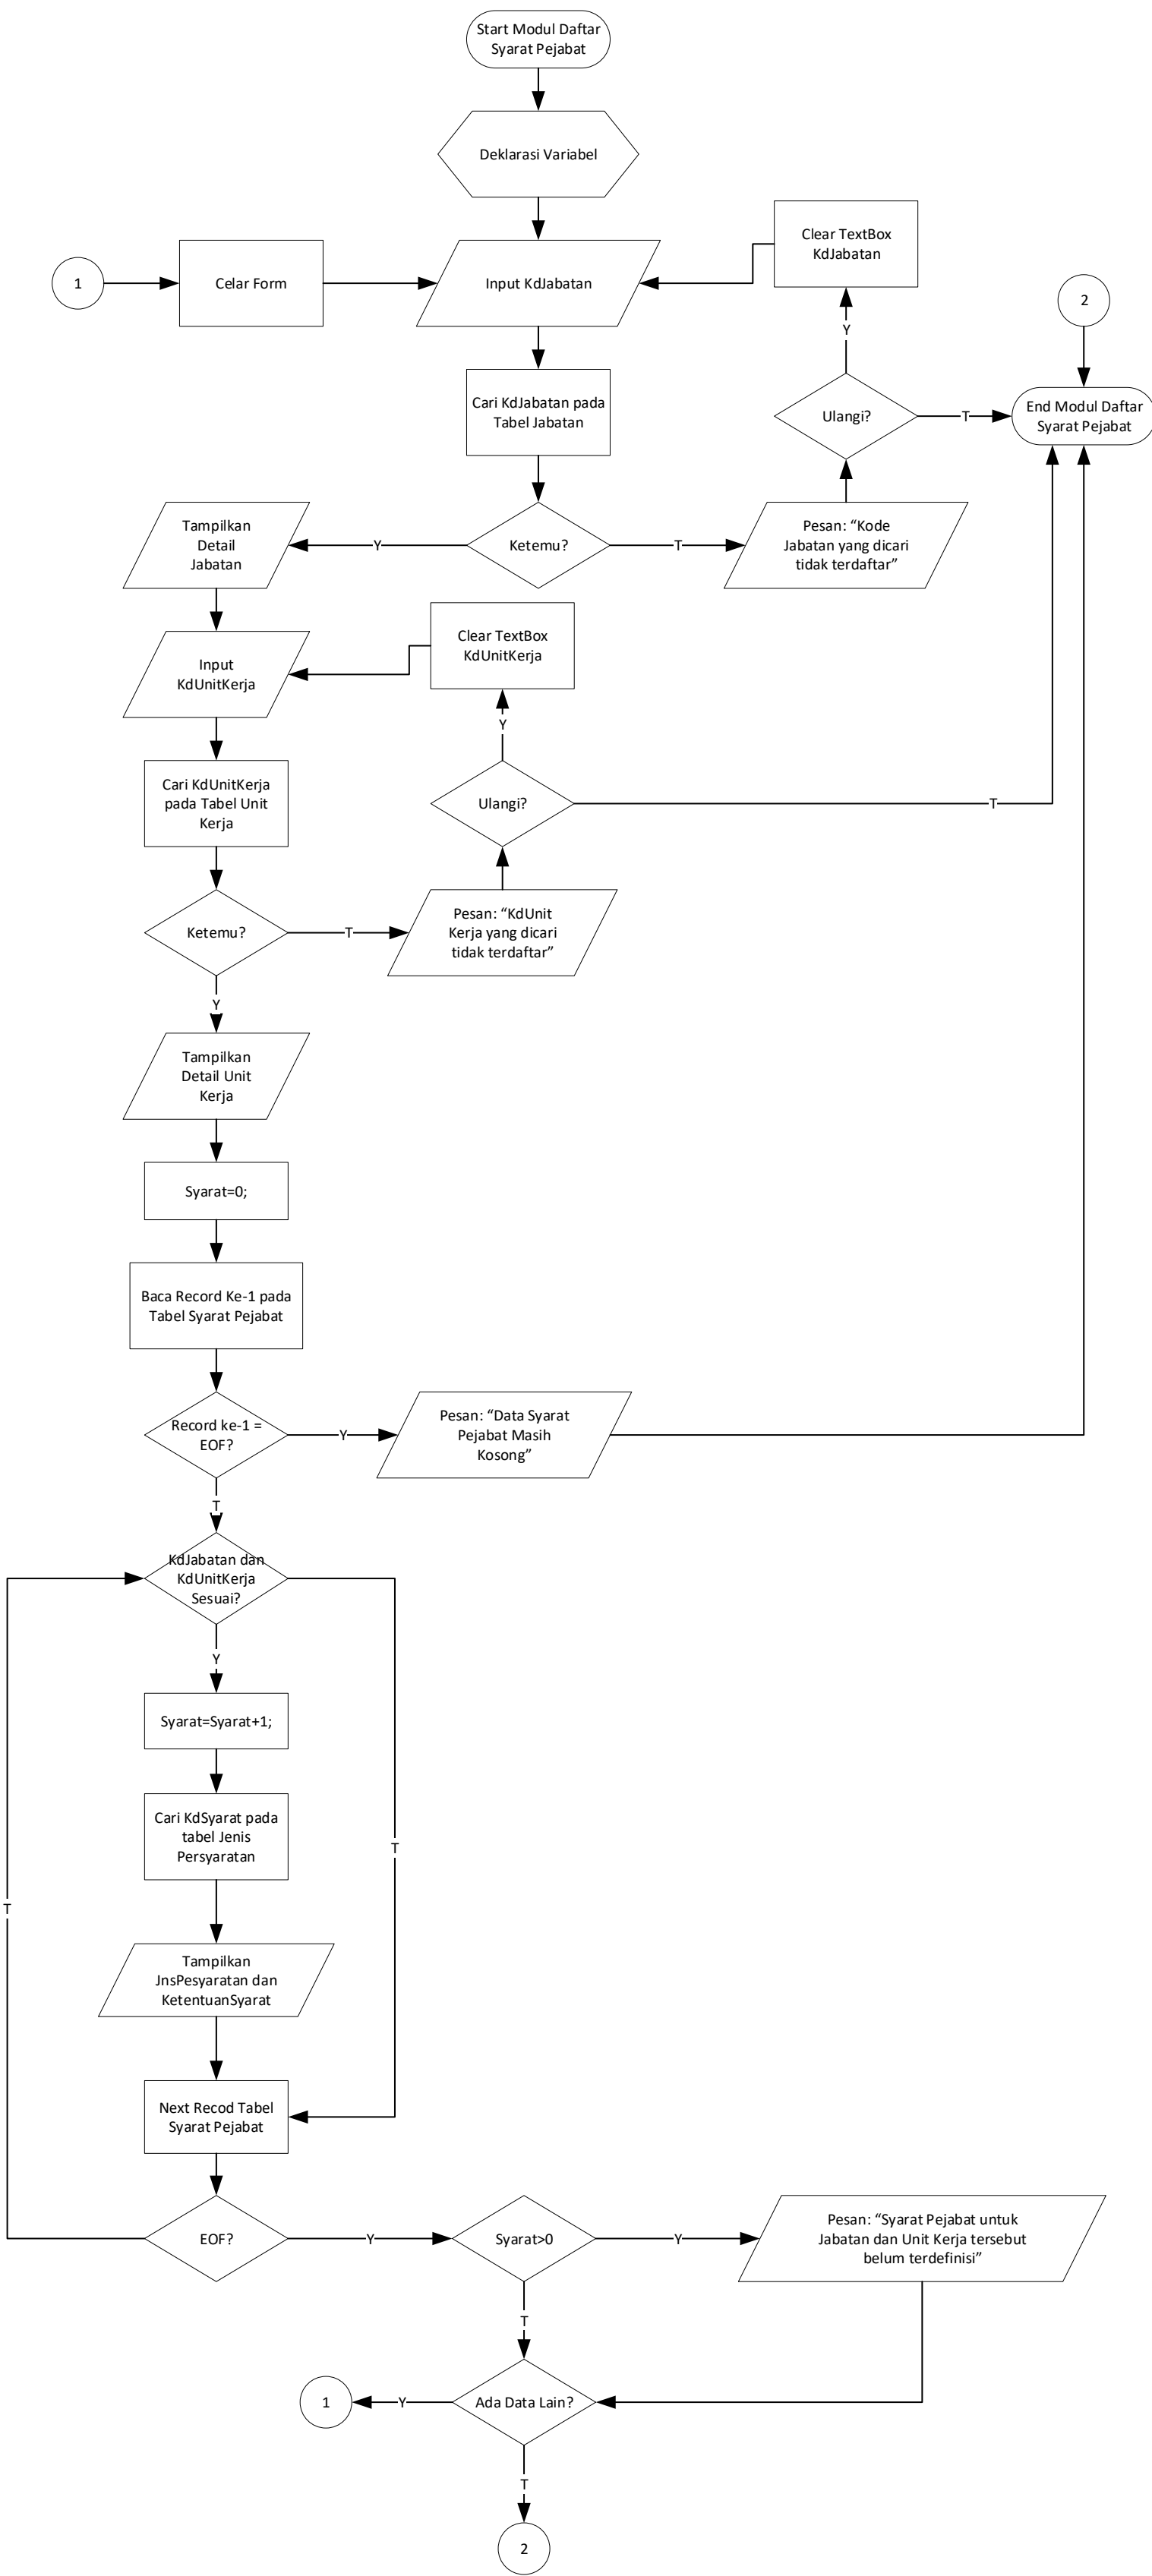 Start Modul Daftar
Syarat Pejabat
Deklarasi Variabel
Clear TextBox
KdJabatan
1
Celar Form
Input KdJabatan
2
Y
Cari KdJabatan pada
Tabel Jabatan
Ulangi?
T
End Modul Daftar
Syarat Pejabat
Tampilkan
Detail
Jabatan
Y
Ketemu?
T
Pesan: “Kode
Jabatan yang dicari
tidak terdaftar”
Clear TextBox
KdUnitKerja
Input
KdUnitKerja
Y
Cari KdUnitKerja
pada Tabel Unit
Kerja
Ulangi?
T
Ketemu?
T
Pesan: “KdUnit
Kerja yang dicari
tidak terdaftar”
Y
Tampilkan
Detail Unit
Kerja
Syarat=0;
Baca Record Ke-1 pada
Tabel Syarat Pejabat
Record ke-1 =
EOF?
Y
Pesan: “Data Syarat
Pejabat Masih
Kosong”
T
KdJabatan dan
KdUnitKerja
Sesuai?
Y
Syarat=Syarat+1;
Cari KdSyarat pada
tabel Jenis
Persyaratan
T
T
Tampilkan
JnsPesyaratan dan
KetentuanSyarat
Next Recod Tabel
Syarat Pejabat
EOF?
Y
Syarat>0
Y
Pesan: “Syarat Pejabat untuk
Jabatan dan Unit Kerja tersebut
belum terdefinisi”
T
1
Y
Ada Data Lain?
T
2